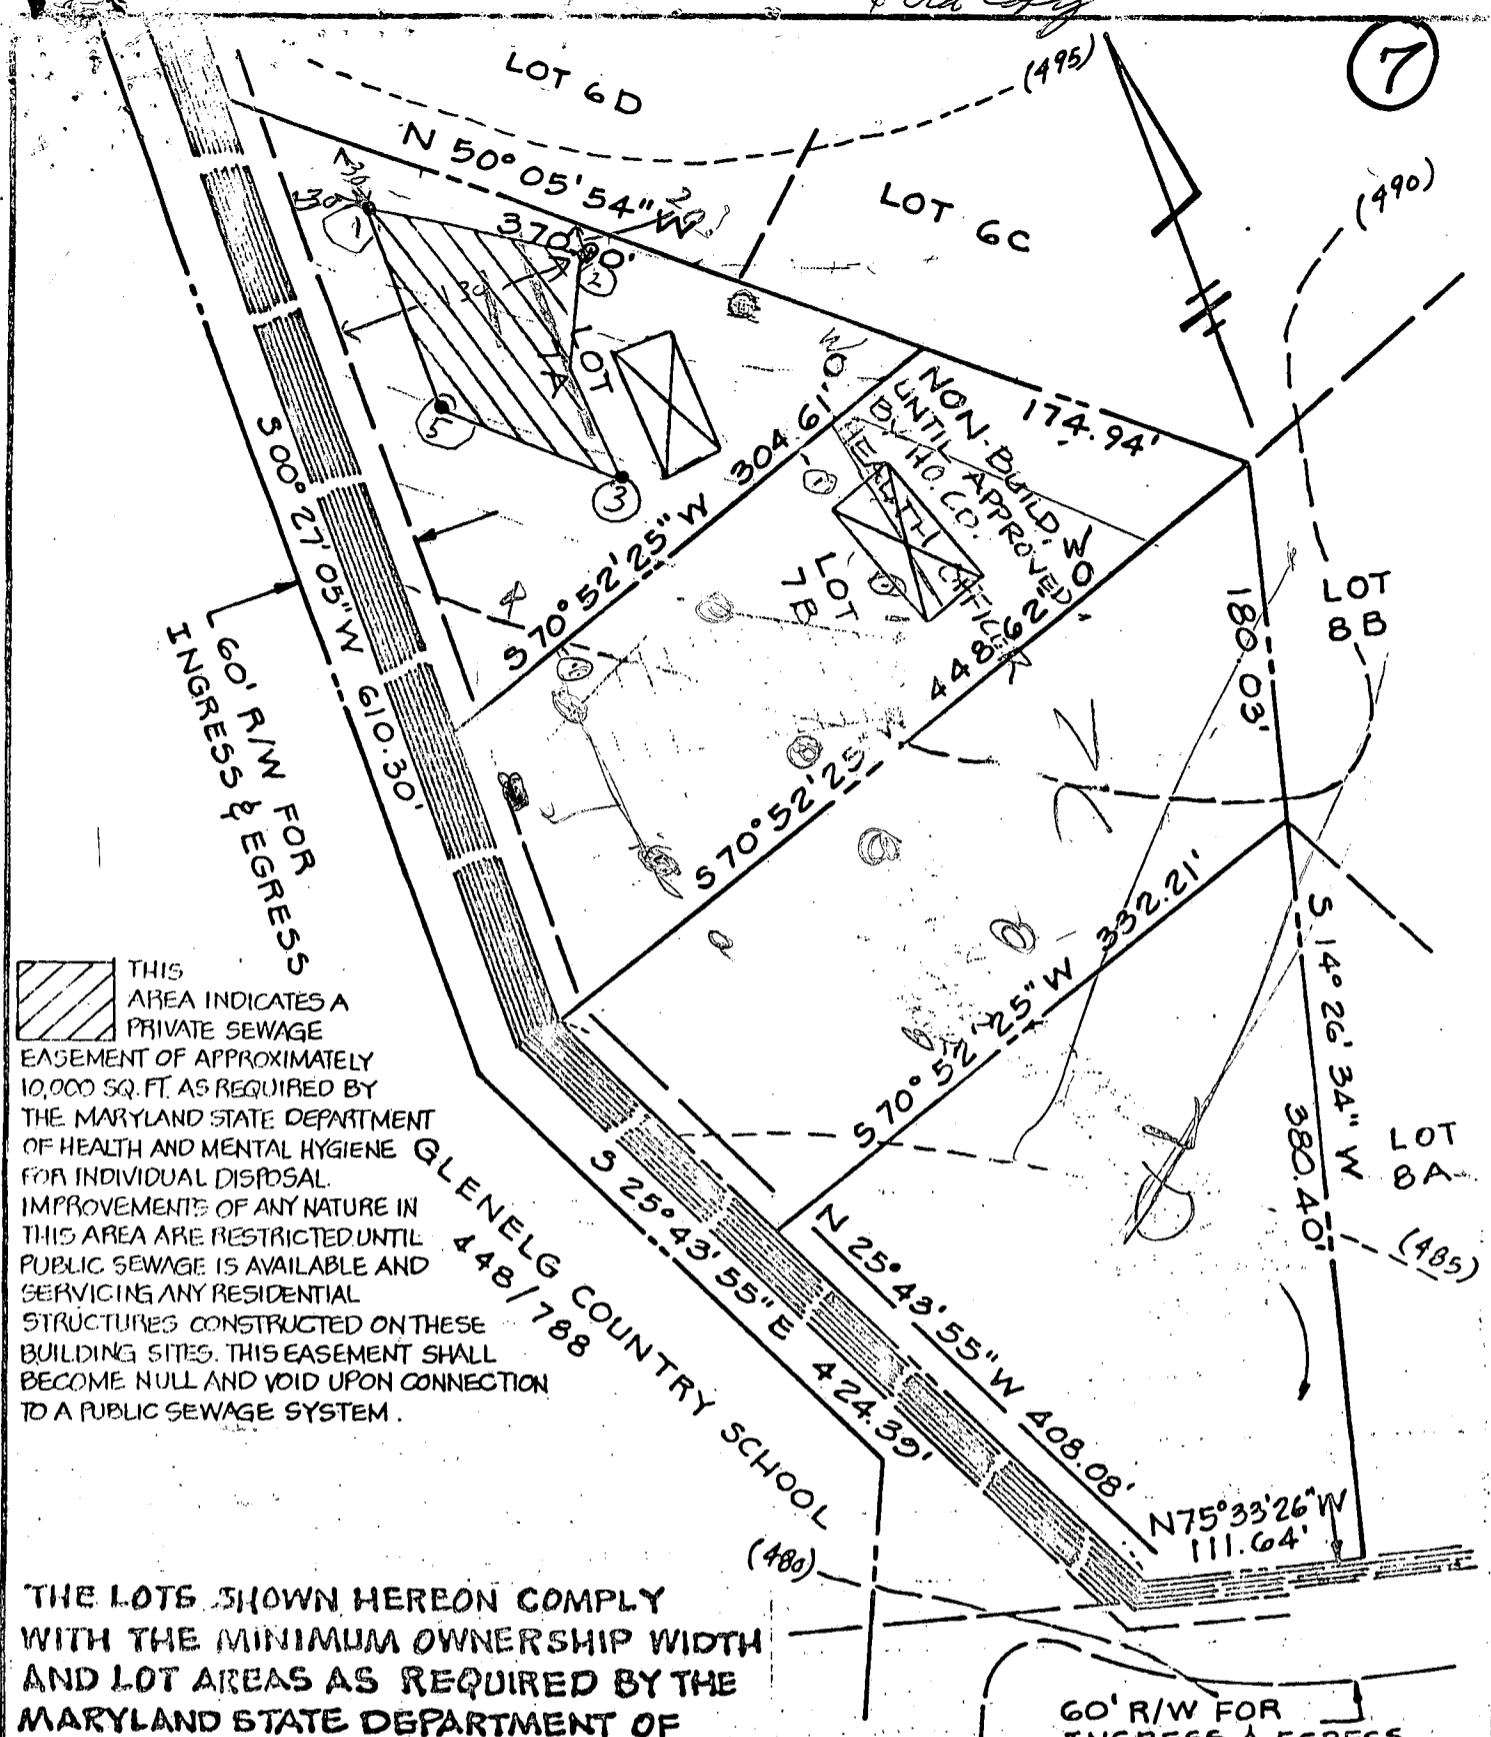 old copy
7
LOT 6D
(495)
N 50° 05' 54" W
370.00'
LOT 6C
(490)
30
30
20'
1
2
30
LOT
7A
5
3
S 00° 27' 05" W 610.30'
60' R/W FOR
INGRESS & EGRESS
S 70° 52' 25" W 304.61'
W
174.94'
NON-BUILD.
UNTIL APPROVED
BY HO. CO.
HEALTH OFFICER
1
W
LOT
7B
S 70° 52' 25" W 448.62'
180.03'
LOT
8B
S 70° 52' 25" W 332.21'
S 14° 26' 34" W 380.40'
LOT
8A
(485)
THIS
AREA INDICATES A
PRIVATE SEWAGE
EASEMENT OF APPROXIMATELY
10,000 SQ. FT. AS REQUIRED BY
THE MARYLAND STATE DEPARTMENT
OF HEALTH AND MENTAL HYGIENE
FOR INDIVIDUAL DISPOSAL.
IMPROVEMENTS OF ANY NATURE IN
THIS AREA ARE RESTRICTED UNTIL
PUBLIC SEWAGE IS AVAILABLE AND
SERVICING ANY RESIDENTIAL
STRUCTURES CONSTRUCTED ON THESE
BUILDING SITES. THIS EASEMENT SHALL
BECOME NULL AND VOID UPON CONNECTION
TO A PUBLIC SEWAGE SYSTEM.
GLENELG COUNTRY SCHOOL
448/788
S 25° 43' 55" E 424.39'
N 25° 43' 55" W 408.08'
N75°33'26"W
111.64'
(480)
THE LOTS SHOWN HEREON COMPLY
WITH THE MINIMUM OWNERSHIP WIDTH
AND LOT AREAS AS REQUIRED BY THE
MARYLAND STATE DEPARTMENT OF
60' R/W FOR
INGRESS & EGRESS